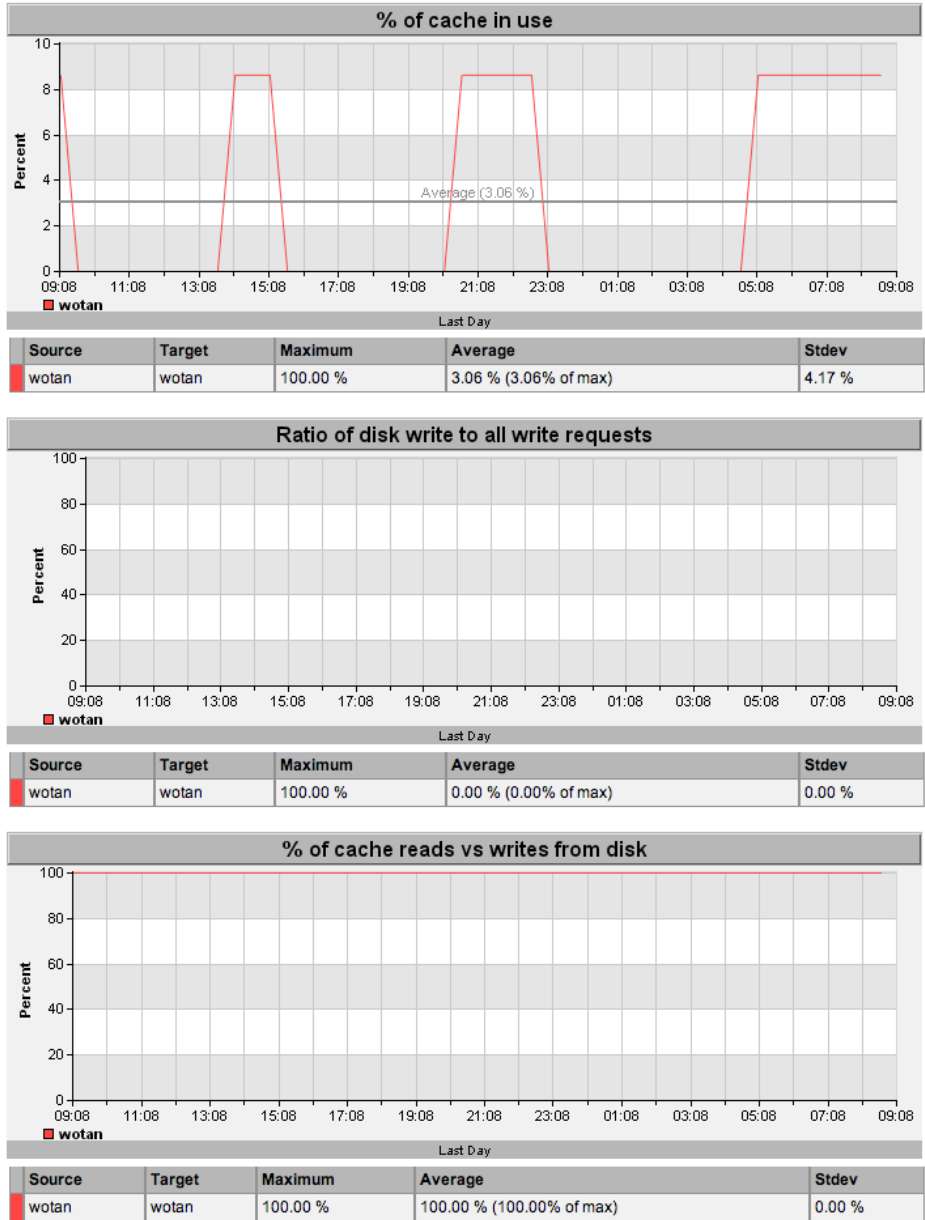 % of cache in use
10
8
6
4
2
0
Percent
Average (3.06 %)
09:08 11:08 13:08 15:08 17:08 19:08 21:08 23:08 01:08 03:08 05:08 07:08 09:08
wotan
Last Day
Source Target Maximum Average Stdev
wotan wotan 100.00 % 3.06 % (3.06% of max) 4.17 %
Ratio of disk write to all write requests
100
80
60
40
20
0
Percent
09:08 11:08 13:08 15:08 17:08 19:08 21:08 23:08 01:08 03:08 05:08 07:08 09:08
wotan
Last Day
Source Target Maximum Average Stdev
wotan wotan 100.00 % 0.00 % (0.00% of max) 0.00 %
% of cache reads vs writes from disk
100
80
60
40
20
0
Percent
09:08 11:08 13:08 15:08 17:08 19:08 21:08 23:08 01:08 03:08 05:08 07:08 09:08
wotan
Last Day
Source Target Maximum Average Stdev
wotan wotan 100.00 % 100.00 % (100.00% of max) 0.00 %